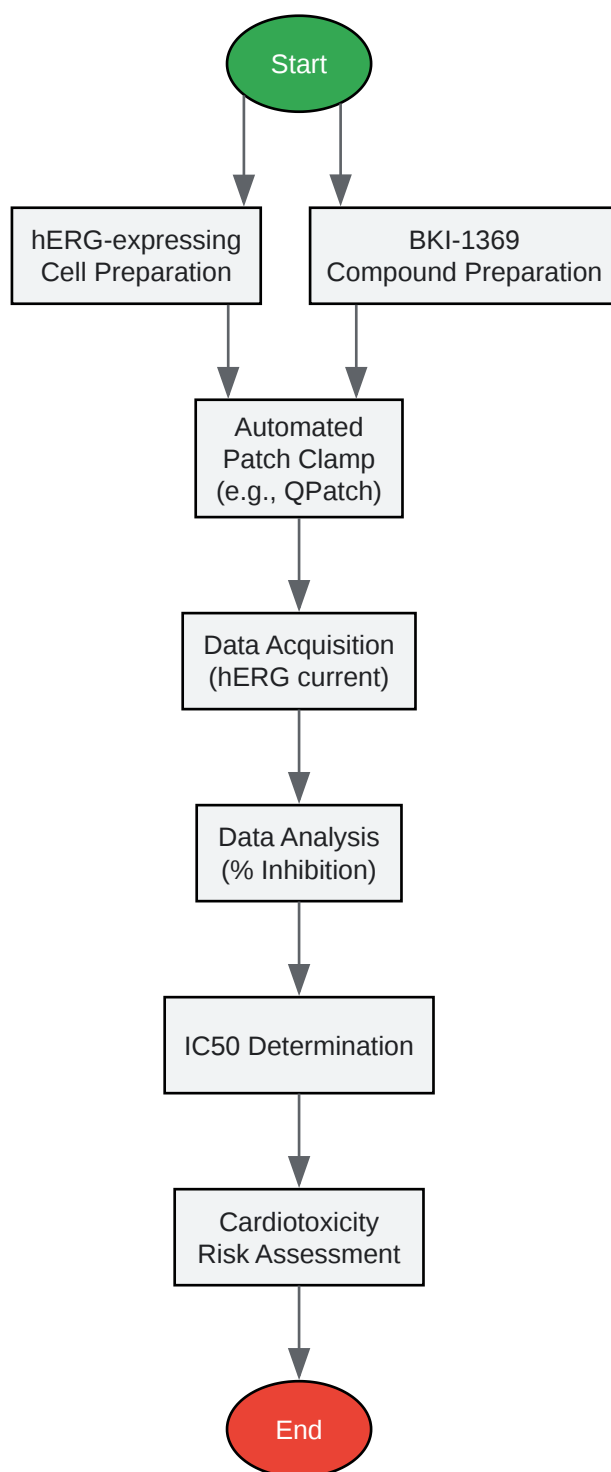 Start
hERG-expressing
Cell Preparation
BKI-1369
Compound Preparation
Automated
Patch Clamp
(e.g., QPatch)
Data Acquisition
(hERG current)
Data Analysis
(% Inhibition)
IC50 Determination
Cardiotoxicity
Risk Assessment
End